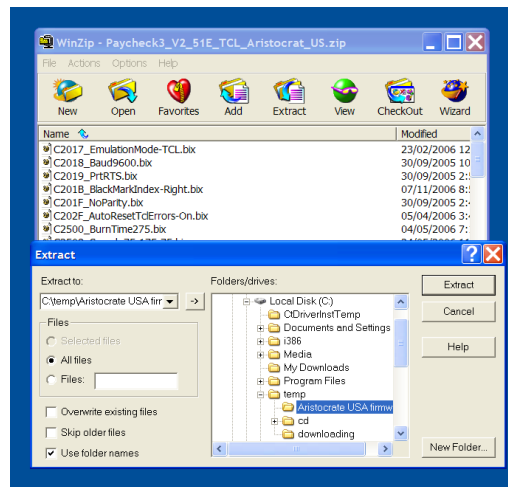 WinZip - Paycheck3_V2_51E_TCL_Aristocrat_US.zip
File Actions Options Help
New Open Favorites Add Extract View CheckOut Wizard
Name Modified
C2017_EmulationMode-TCL.bix 23/02/2006 12
C2018_Baud9600.bix 30/09/2005 10
C2019_PrtRTS.bix 30/09/2005 2:
C201B_BlackMarkIndex-Right.bix 07/11/2006 8:
C201F_NoParity.bix 30/09/2005 2:
C202F_AutoResetTclErrors-On.bix 05/04/2006 3:
C2500_BurnTime275.bix 04/05/2006 7:
Extract
Extract to: Folders/drives: Extract
C:\temp\Aristocrate USA firr -> Local Disk (C:)
CtDriverInstTemp Cancel
Files Documents and Settings
Selected files i386
All files Media Help
Files: My Downloads
Program Files
temp
Overwrite existing files Aristocrate USA firmw
Skip older files cd
Use folder names downloading New Folder...